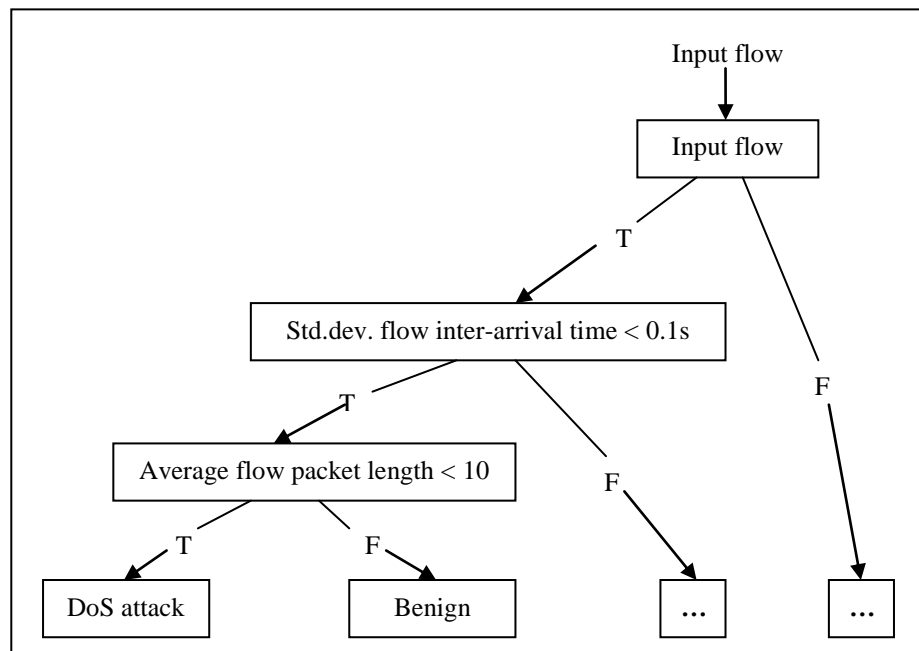 Input flow
Input flow
T
Std.dev. flow inter-arrival time < 0.1s
F
T
Average flow packet length < 10
F
T
F
DoS attack
Benign
...
...